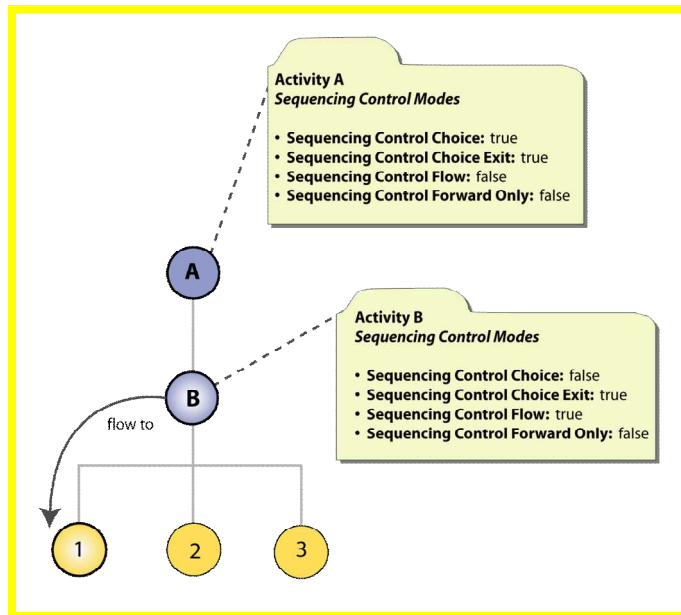 Activity A
Sequencing Control Modes
• Sequencing Control Choice: true
• Sequencing Control Choice Exit: true
• Sequencing Control Flow: false
• Sequencing Control Forward Only: false
A
Activity B
Sequencing Control Modes
• Sequencing Control Choice: false
• Sequencing Control Choice Exit: true
• Sequencing Control Flow: true
• Sequencing Control Forward Only: false
B
flow to
1
2
3